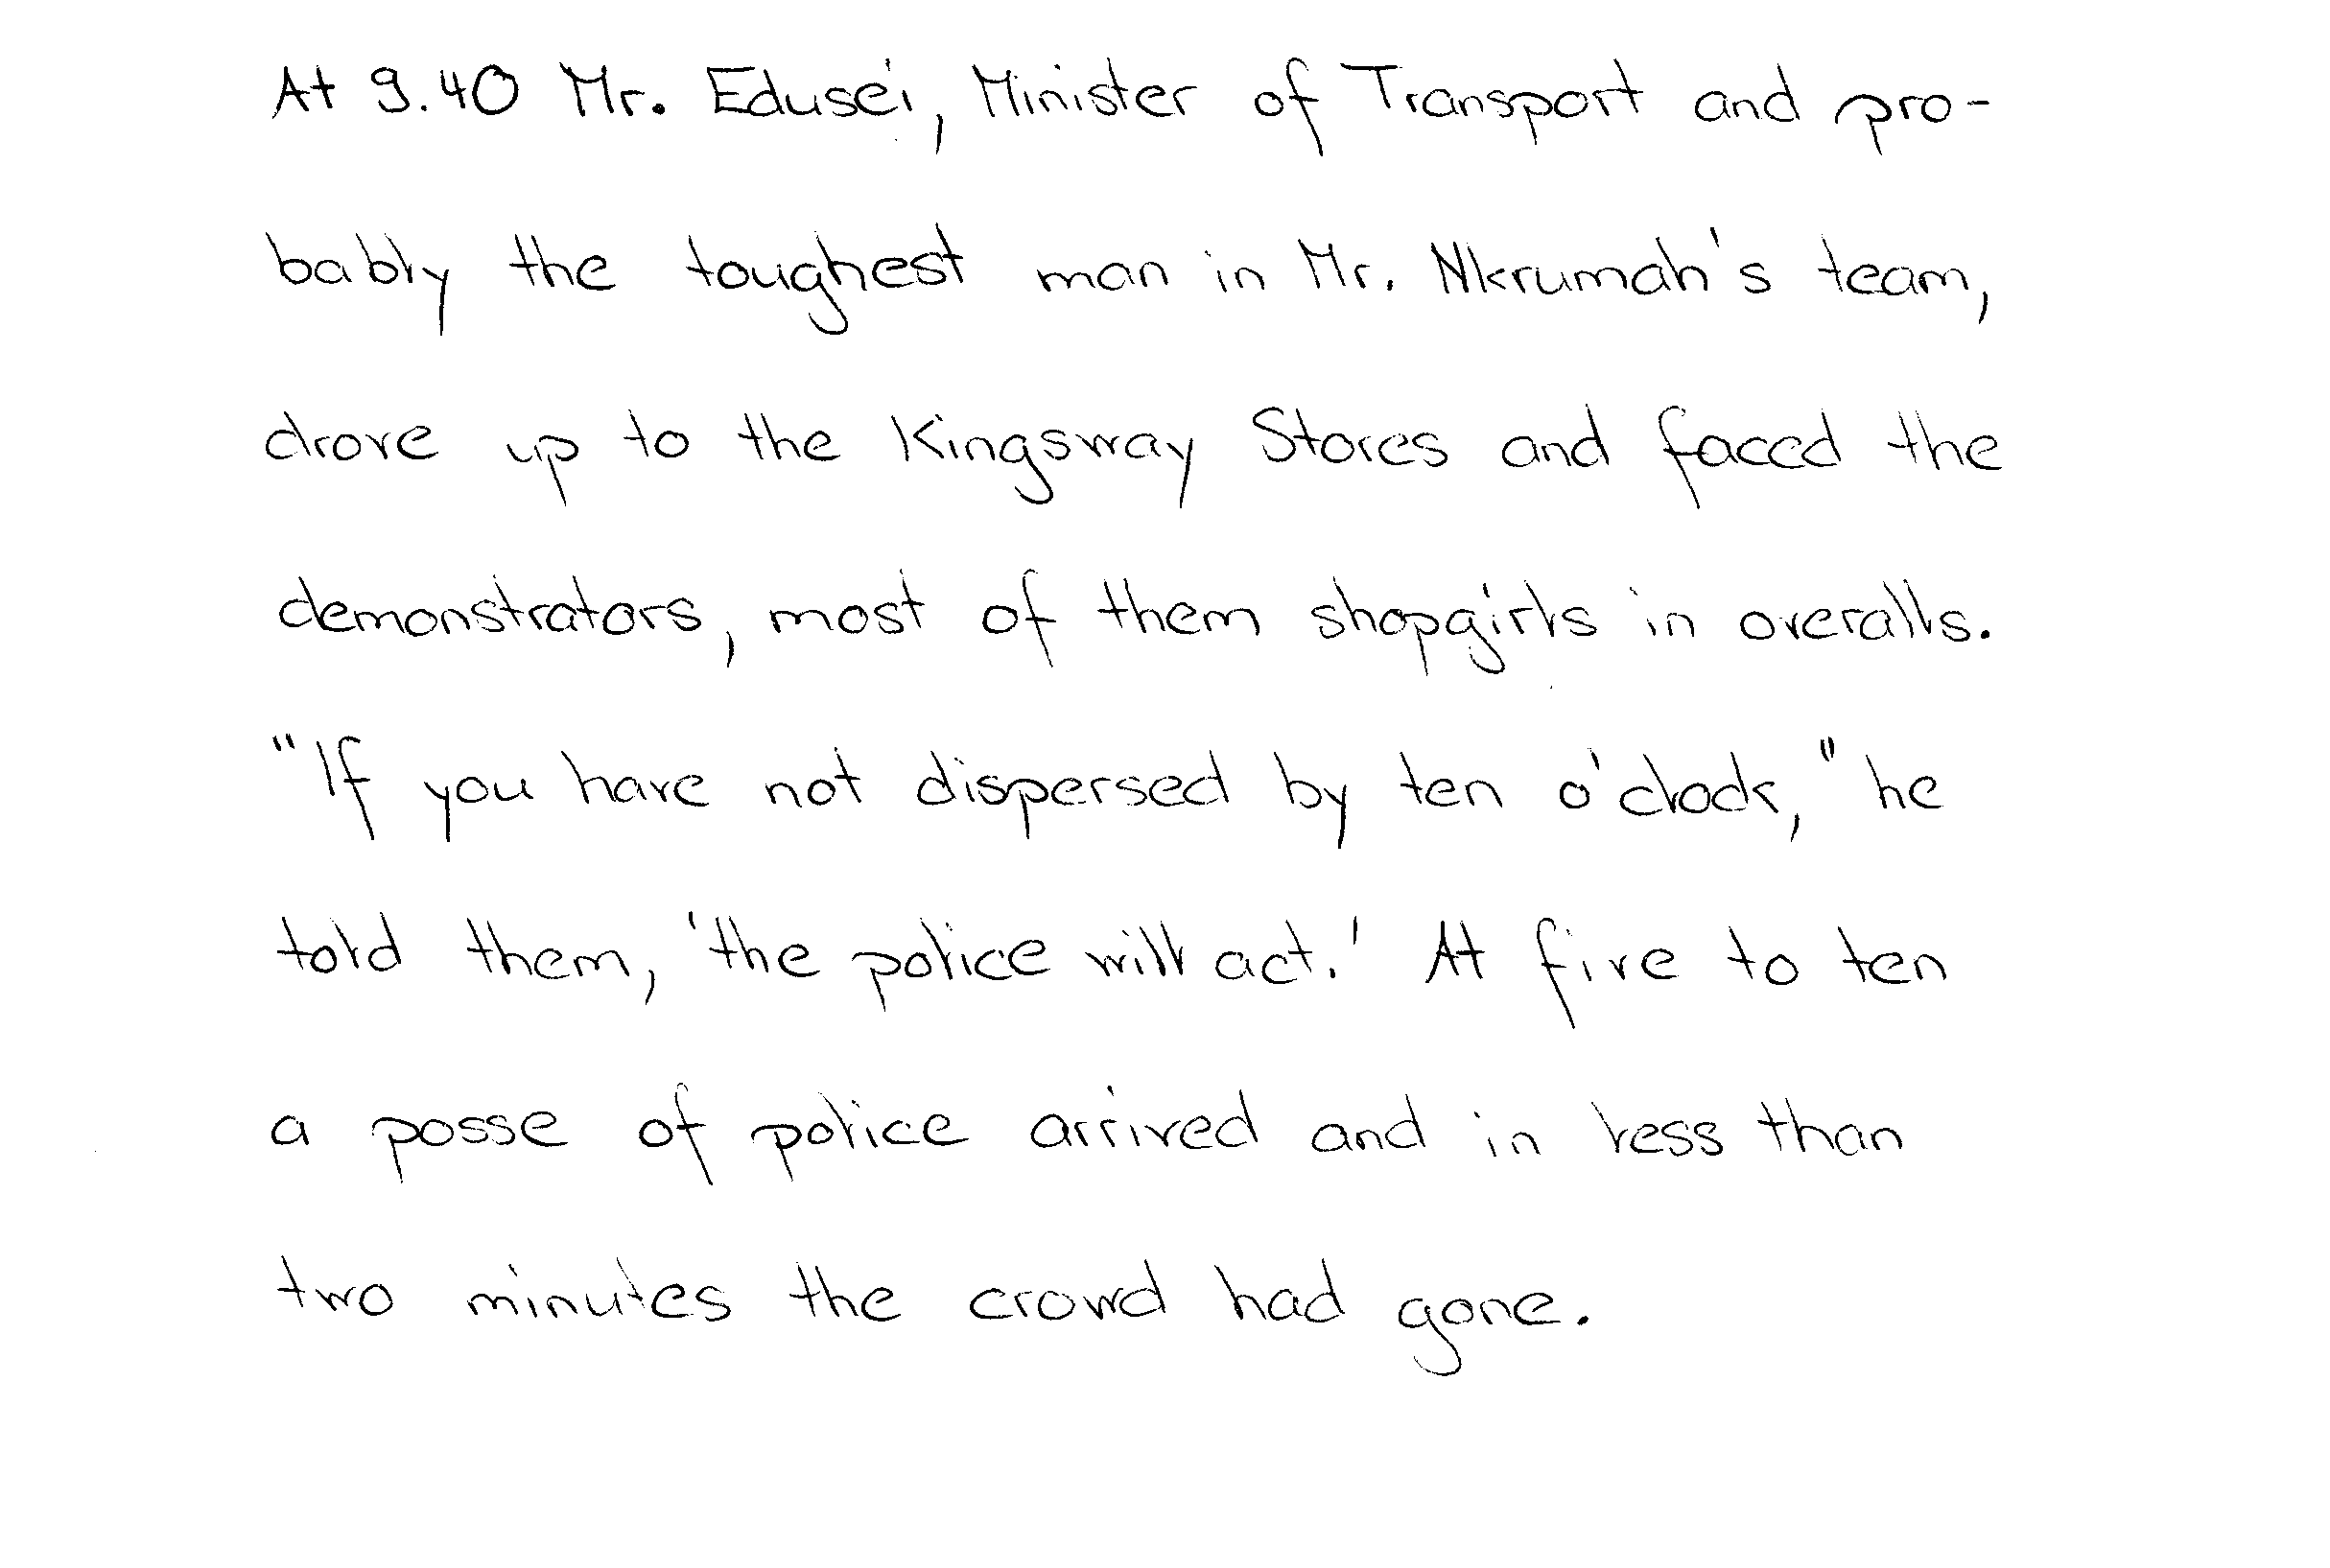 At 9.40 Mr. Edusei, Minister of Transport and pro-
bably the toughest man in Mr. Nkrumah's team,
drove up to the Kingsway Stores and faced the
demonstrators, most of them shopgirls in overalls.
"If you have not dispersed by ten o'clock," he
told them, 'the police will act.' At five to ten
a posse of police arrived and in less than
two minutes the crowd had gone.